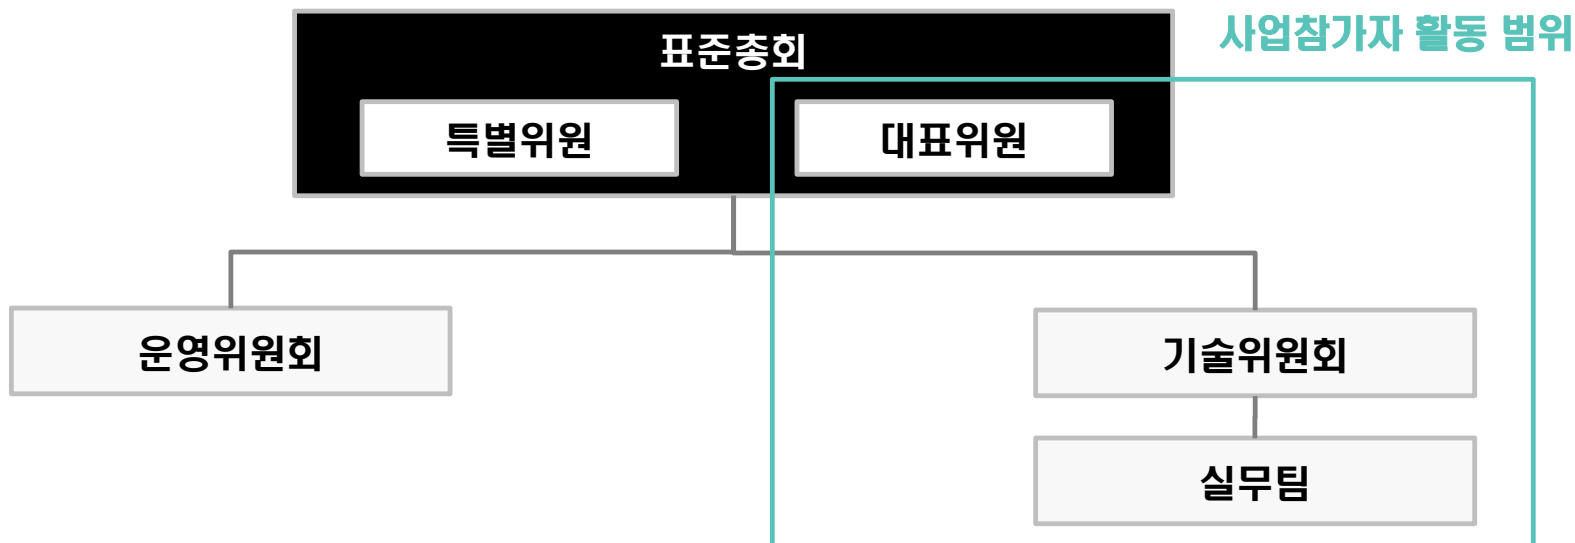 사업참가자 활동 범위
표준총회
특별위원
대표위원
운영위원회
기술위원회
실무팀